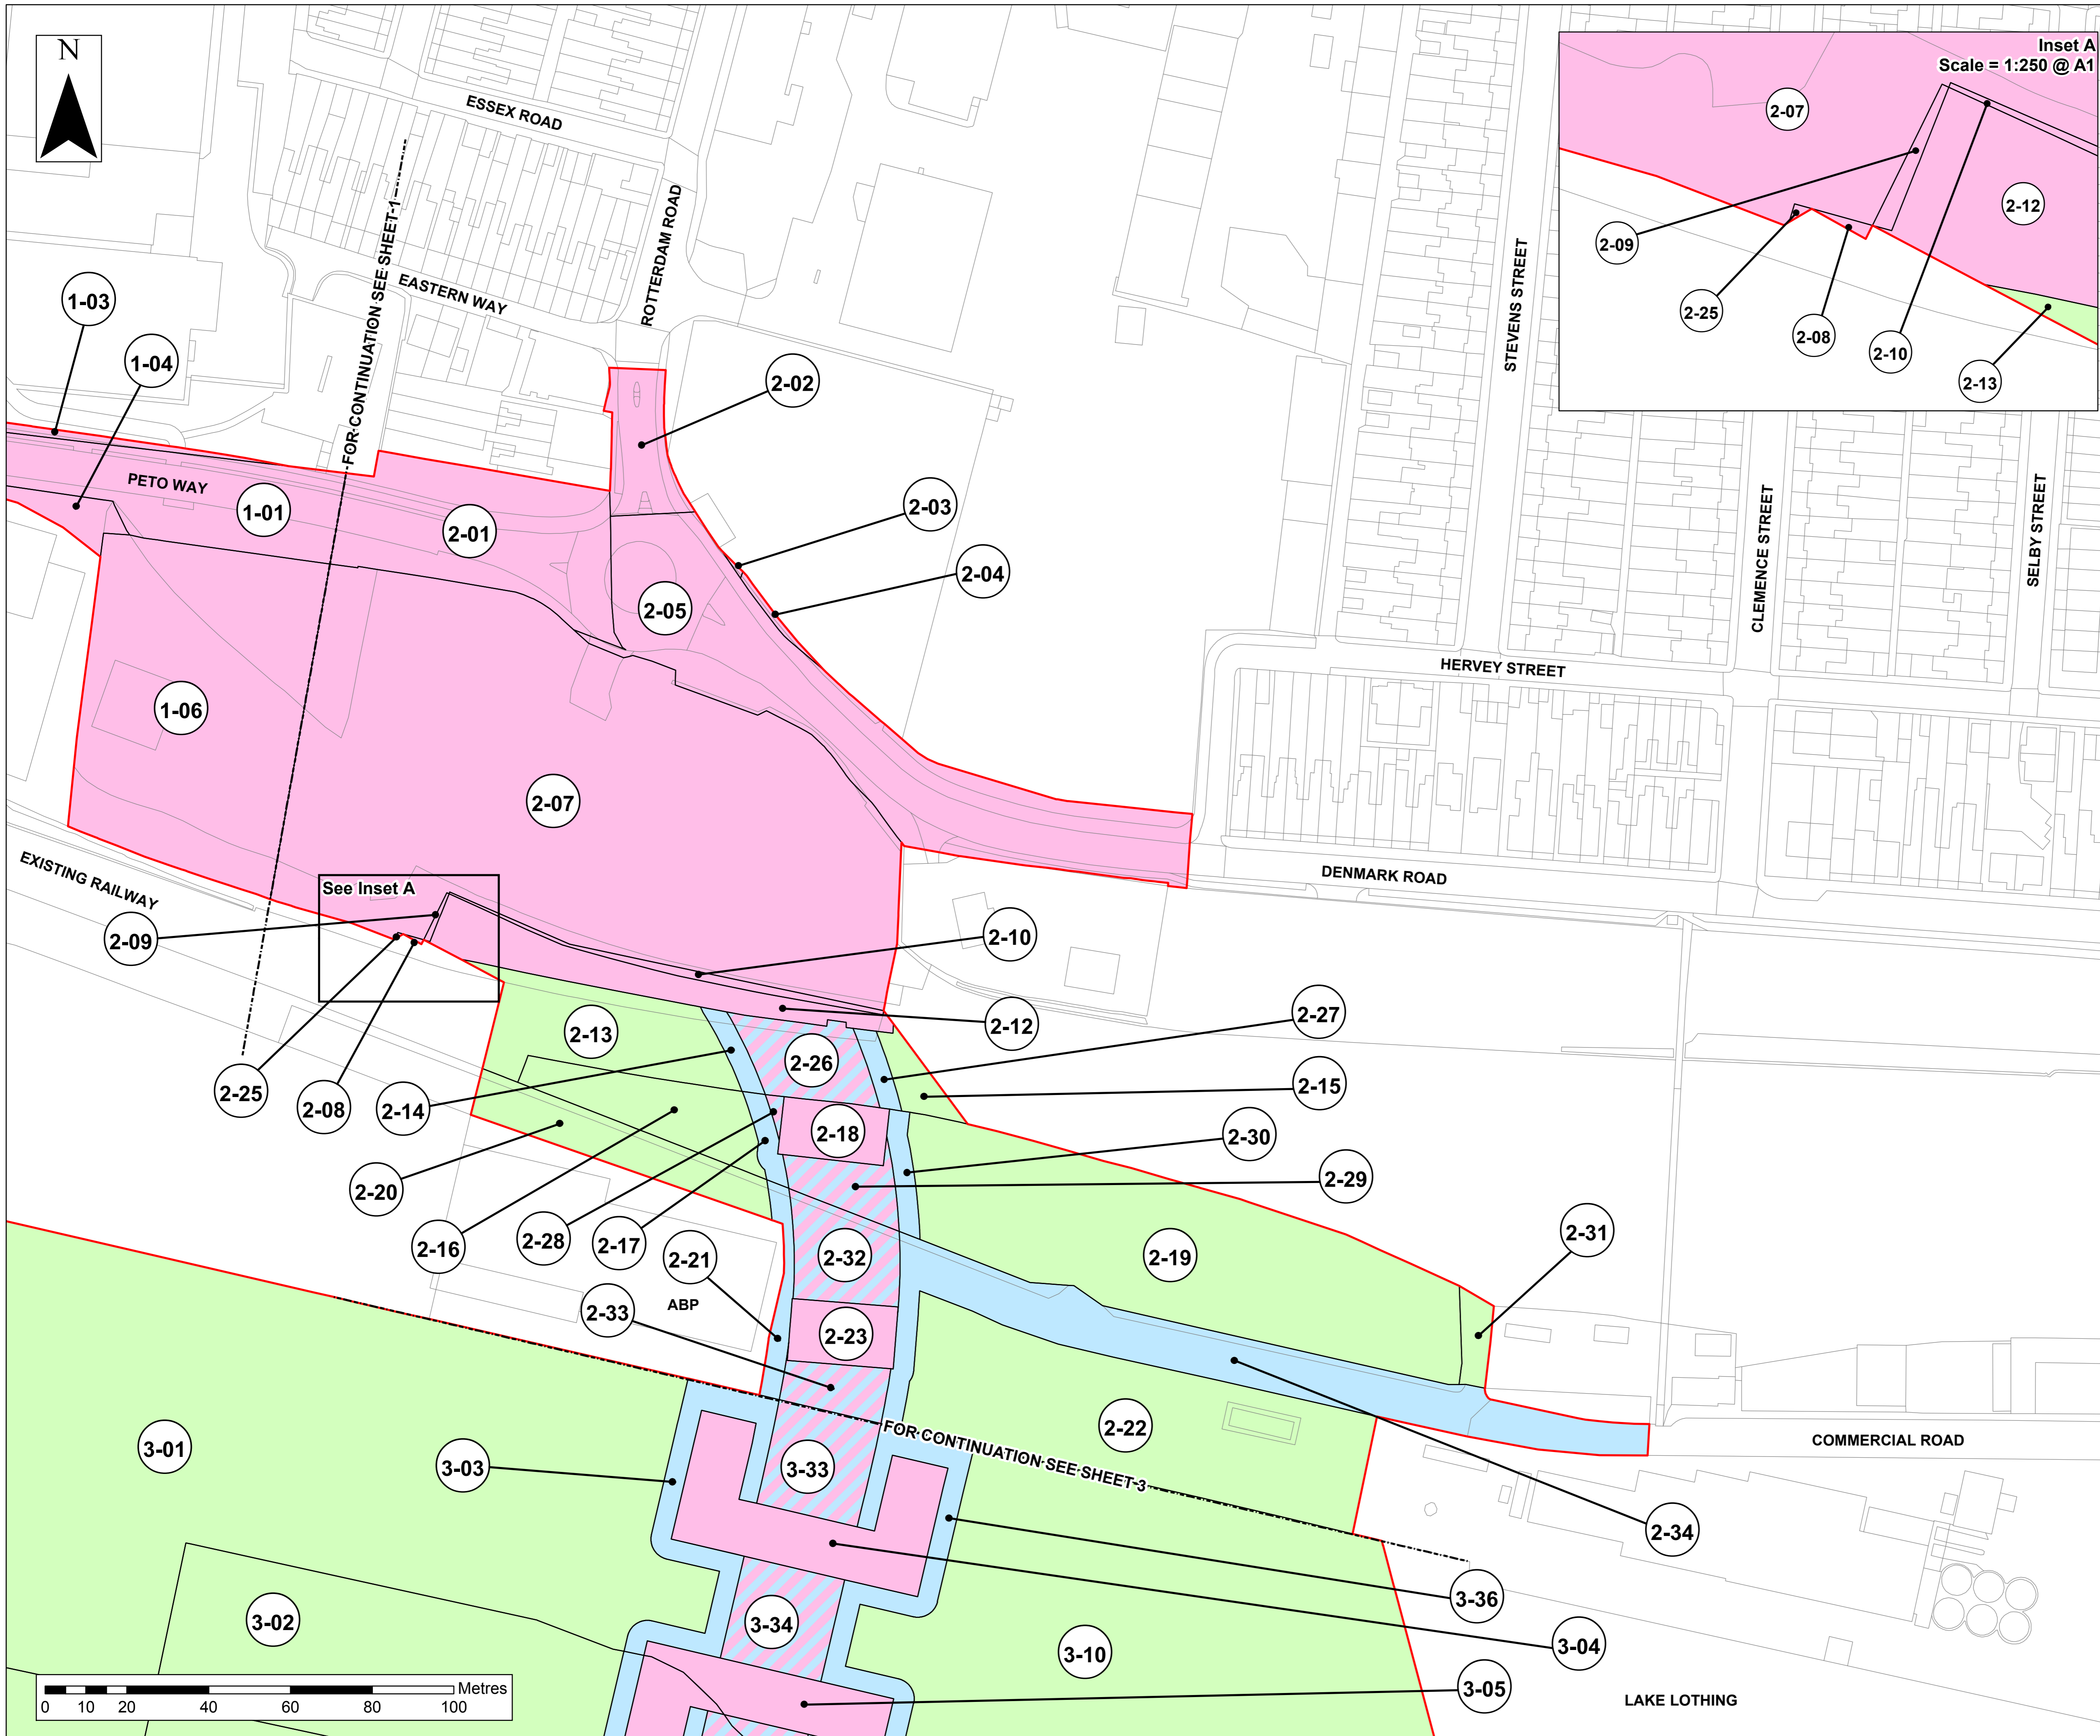 N
Inset A
Scale = 1:250 @ A1
2-07
2-12
2-09
2-25
2-08
2-10
2-13
ESSEX ROAD
ROTTERDAM ROAD
EASTERN WAY
STEVENS STREET
CLEMENCE STREET
SELBY STREET
HERVEY STREET
DENMARK ROAD
FOR CONTINUATION SEE SHEET 1
1-03
1-04
2-02
2-03
2-04
PETO WAY
1-01
2-01
2-05
1-06
2-07
EXISTING RAILWAY
See Inset A
2-09
2-10
2-12
2-27
2-13
2-26
2-15
2-25
2-08
2-14
2-18
2-30
2-20
2-29
2-16
2-28
2-17
2-21
2-32
2-19
2-31
2-33
ABP
2-23
2-22
FOR CONTINUATION SEE SHEET 3
COMMERCIAL ROAD
3-01
3-03
3-33
2-34
3-36
3-02
3-34
3-10
3-04
3-05
LAKE LOTHING
Metres
0 10 20 40 60 80 100